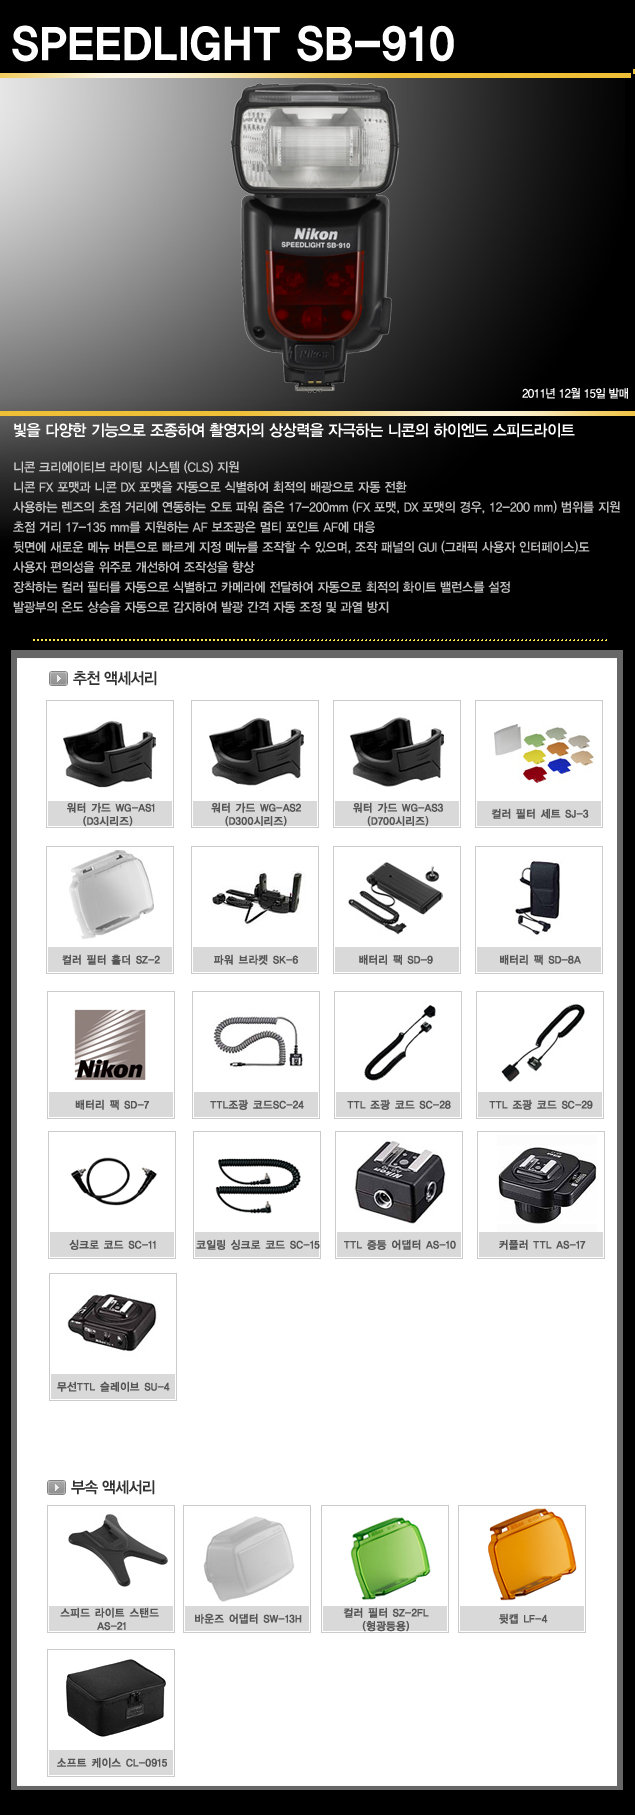 SPEEDLIGHT SB-910
Nikon
SPEEDLIGHT SB-910
Nikon
2011년 12월 15일 발매
빛을 다양한 기능으로 조종하여 촬영자의 상상력을 자극하는 니콘의 하이엔드 스피드라이트
니콘 크리에이티브 라이팅 시스템 (CLS) 지원
니콘 FX 포맷과 니콘 DX 포맷을 자동으로 식별하여 최적의 배광으로 자동 전환
사용하는 렌즈의 초점 거리에 연동하는 오토 파워 줌은 17-200mm (FX 포맷, DX 포맷의 경우, 12-200 mm) 범위를 지원
초점 거리 17-135 mm를 지원하는 AF 보조광은 멀티 포인트 AF에 대응
뒷면에 새로운 메뉴 버튼으로 빠르게 지정 메뉴를 조작할 수 있으며, 조작 패널의 GUI (그래픽 사용자 인터페이스)도
사용자 편의성을 위주로 개선하여 조작성을 향상
장착하는 컬러 필터를 자동으로 식별하고 카메라에 전달하여 자동으로 최적의 화이트 밸런스를 설정
발광부의 온도 상승을 자동으로 감지하여 발광 간격 자동 조정 및 과열 방지
추천 액세서리
워터 가드 WG-AS1
(D3시리즈)
워터 가드 WG-AS2
(D300시리즈)
워터 가드 WG-AS3
(D700시리즈)
컬러 필터 세트 SJ-3
컬러 필터 홀더 SZ-2
파워 브라켓 SK-6
배터리 팩 SD-9
배터리 팩 SD-8A
Nikon
배터리 팩 SD-7
TTL조광 코드SC-24
TTL 조광 코드 SC-28
TTL 조광 코드 SC-29
싱크로 코드 SC-11
코일링 싱크로 코드 SC-15
TTL 증등 어댑터 AS-10
커플러 TTL AS-17
무선TTL 슬레이브 SU-4
부속 액세서리
스피드 라이트 스탠드
AS-21
바운즈 어댑터 SW-13H
컬러 필터 SZ-2FL
(형광등용)
뒷캡 LF-4
소프트 케이스 CL-0915